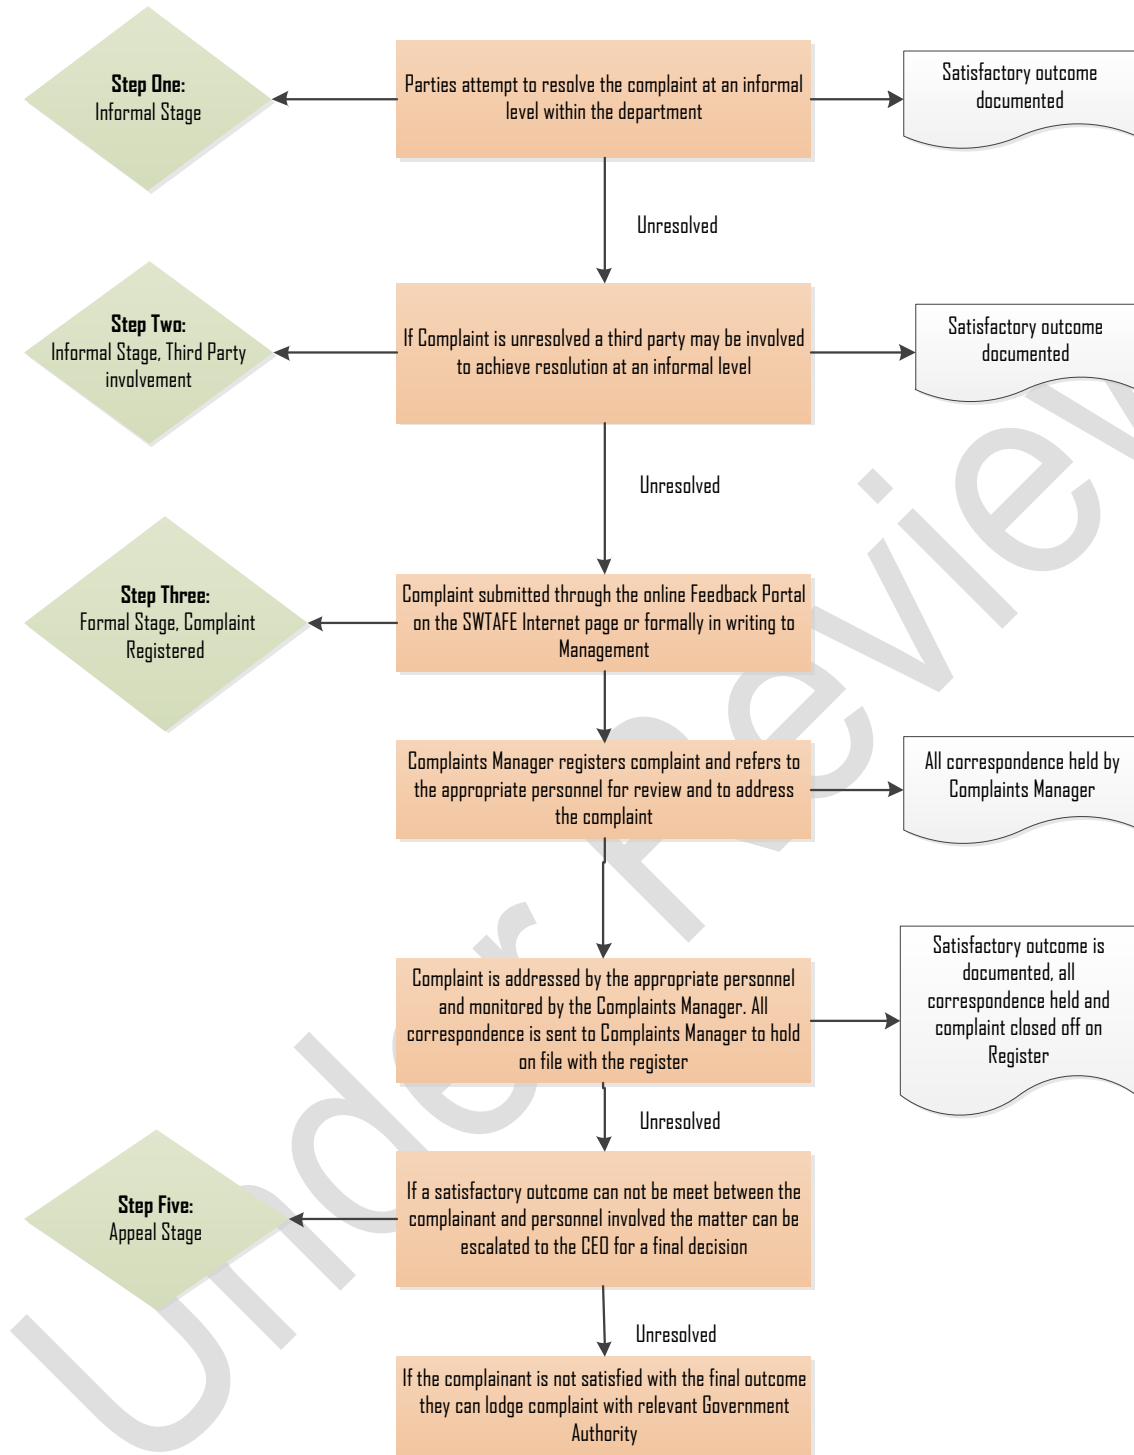 Step One:
Informal Stage
Parties attempt to resolve the complaint at an informal
level within the department
Satisfactory outcome
documented
Unresolved
Step Two:
Informal Stage, Third Party
involvement
If Complaint is unresolved a third party may be involved
to achieve resolution at an informal level
Satisfactory outcome
documented
Unresolved
Step Three:
Formal Stage, Complaint
Registered
Complaint submitted through the online Feedback Portal
on the SWTAFE Internet page or formally in writing to
Management
Complaints Manager registers complaint and refers to
the appropriate personnel for review and to address
the complaint
All correspondence held by
Complaints Manager
Complaint is addressed by the appropriate personnel
and monitored by the Complaints Manager. All
correspondence is sent to Complaints Manager to hold
on file with the register
Satisfactory outcome is
documented, all
correspondence held and
complaint closed off on
Register
Unresolved
Step Five:
Appeal Stage
If a satisfactory outcome can not be meet between the
complainant and personnel involved the matter can be
escalated to the CEO for a final decision
Unresolved
If the complainant is not satisfied with the final outcome
they can lodge complaint with relevant Government
Authority
Under Review